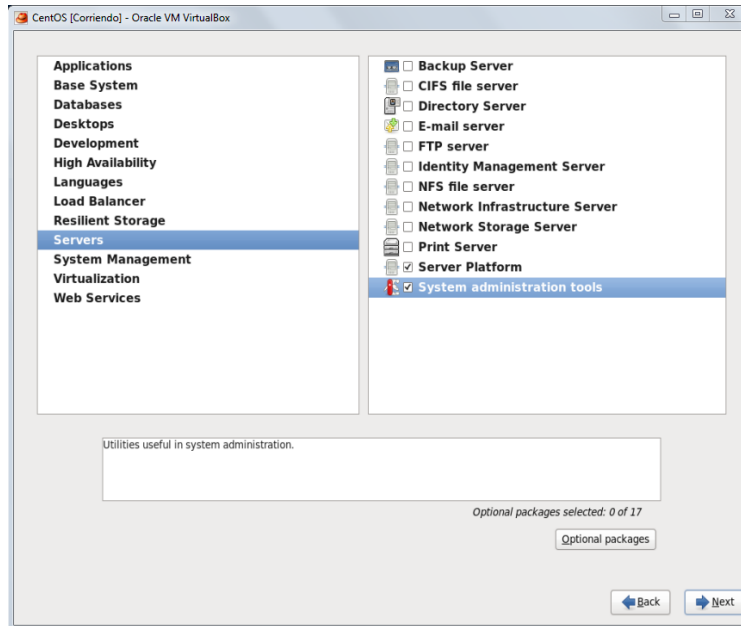 CentOS [Corriendo] - Oracle VM VirtualBox
Applications
Base System
Databases
Desktops
Development
High Availability
Languages
Load Balancer
Resilient Storage
Servers
System Management
Virtualization
Web Services
Backup Server
CIFS file server
Directory Server
E-mail server
FTP server
Identity Management Server
NFS file server
Network Infrastructure Server
Network Storage Server
Print Server
Server Platform
System administration tools
Utilities useful in system administration.
Optional packages selected: 0 of 17
Optional packages
Back
Next